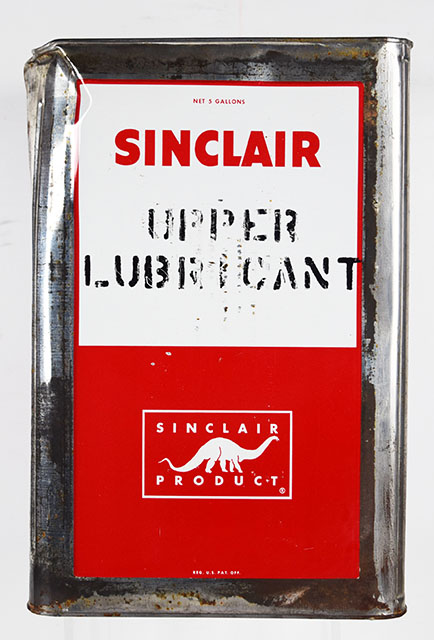 NET 5 GALLONS
SINCLAIR
UPPER
LUBRICANT
SINCLAIR
PRODUCT
®
REG. U.S. PAT. OFF.